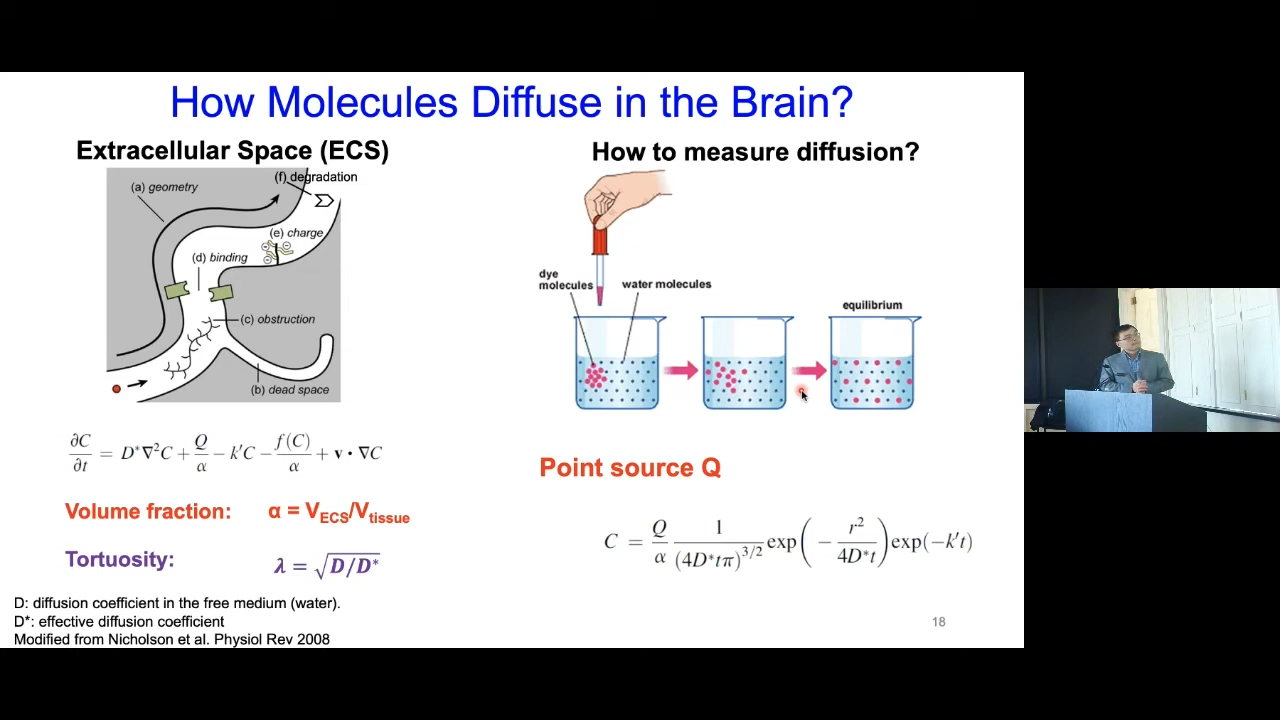 How Molecules Diffuse in the Brain?
Extracellular Space (ECS)
(f) degradation
(a) geometry
(e) charge
(d) binding
(c) obstruction
(b) dead space
∂C/∂t = D*∇²C + Q/α − k′C − f(C)/α + v • ∇C
Volume fraction: α = V_ECS/V_tissue
Tortuosity: λ = √(D/D*)
D: diffusion coefficient in the free medium (water).
D*: effective diffusion coefficient
Modified from Nicholson et al. Physiol Rev 2008
How to measure diffusion?
dye
molecules
water molecules
equilibrium
Point source Q
C = Q/α 1/(4D*tπ)^3/2 exp(− r²/4D*t) exp(−k′t)
18